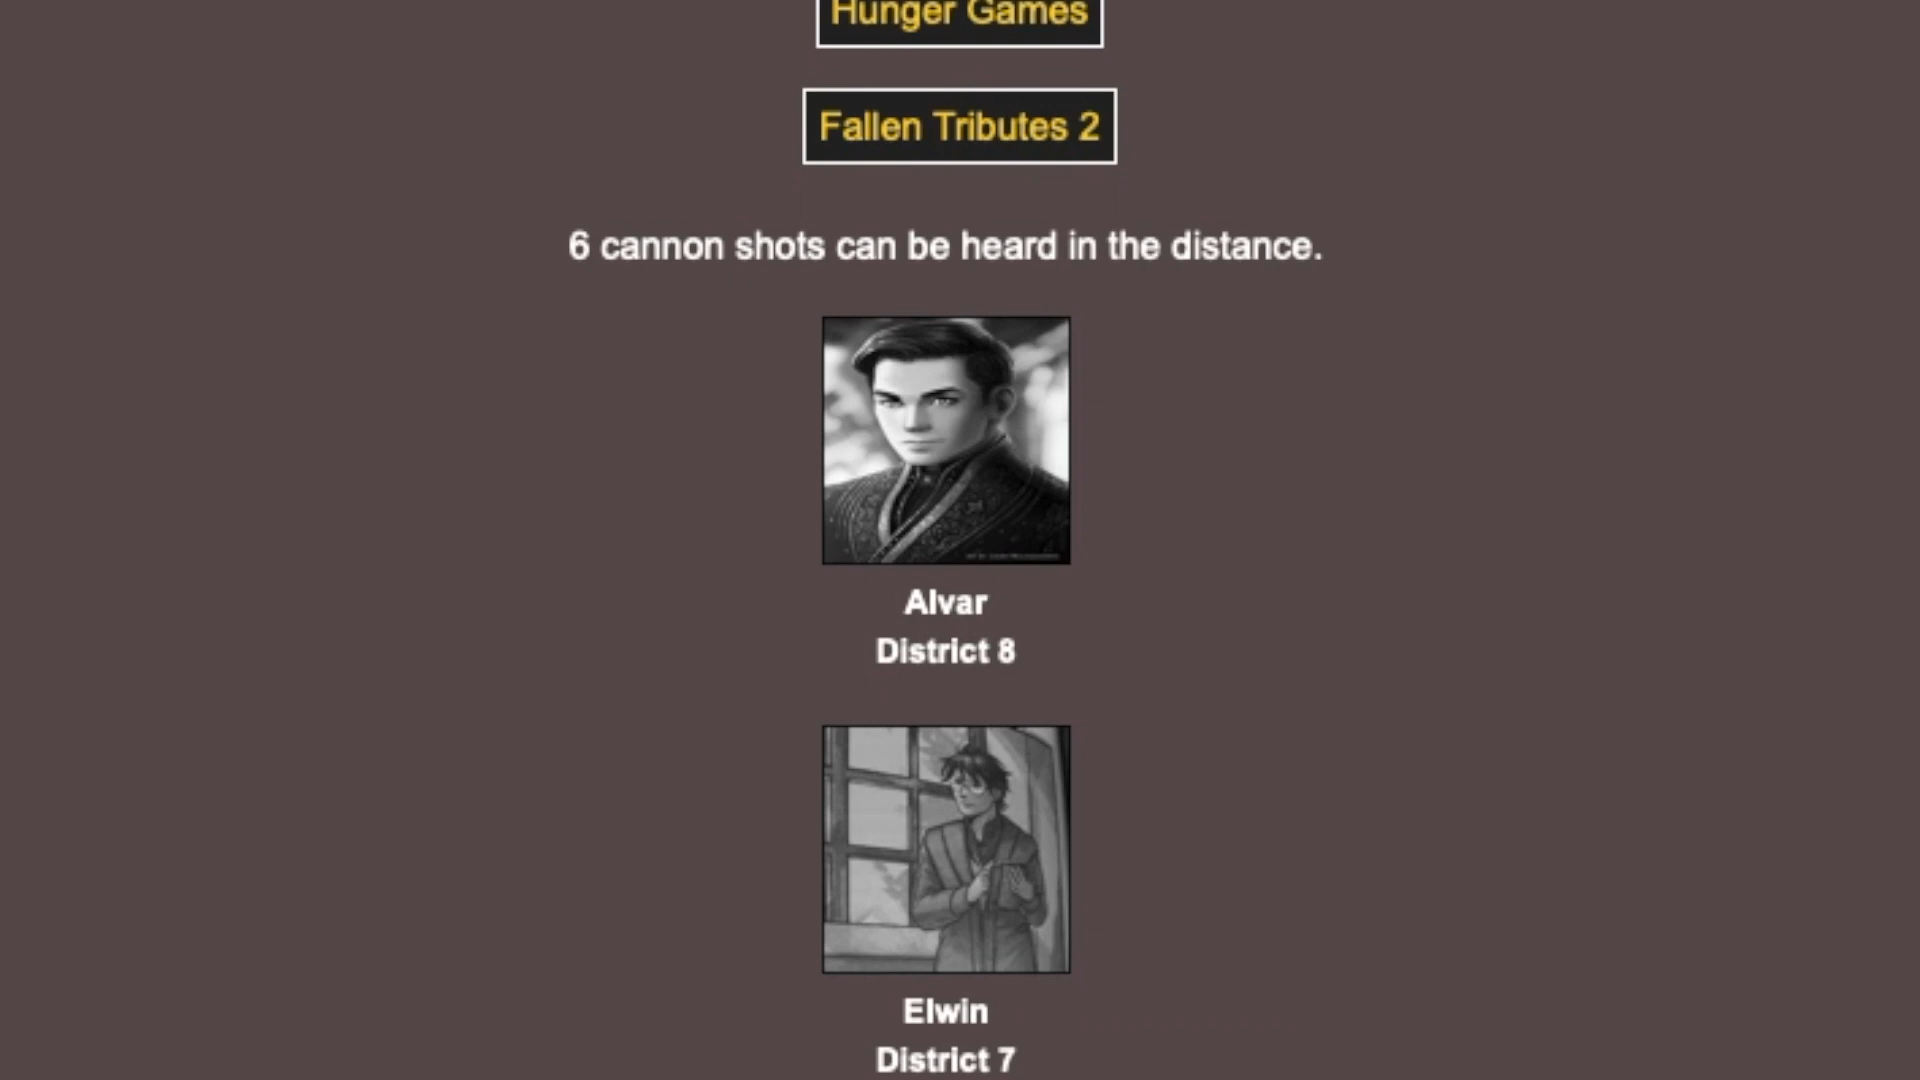 Hunger Games
Fallen Tributes 2
6 cannon shots can be heard in the distance.
Alvar
District 8
Elwin
District 7